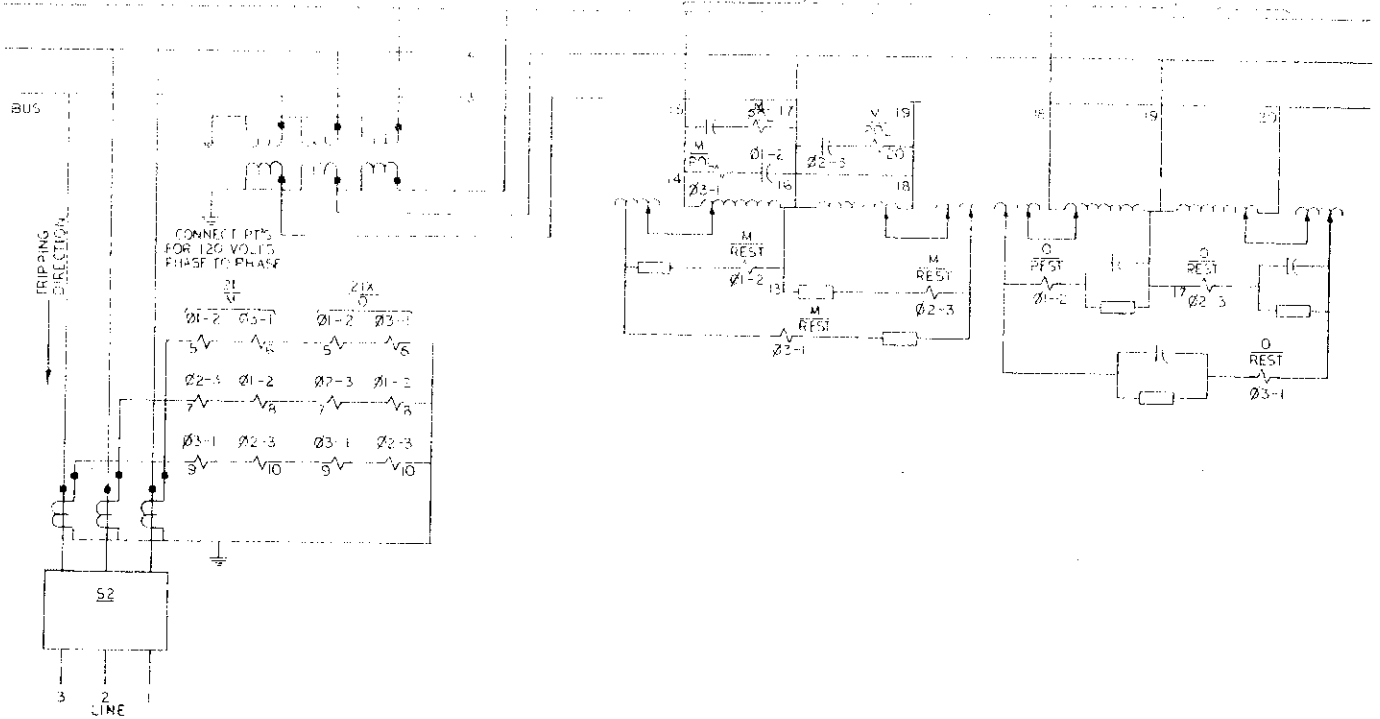 BUS
3
TRIPPING
DIRECTION
CONNECT PT'S
FOR 120 VOLTS
PHASE TO PHASE
21
M
21X
O
Ø1-2 Ø3-1 Ø1-2 Ø3-1
5 6 5 6
Ø2-3 Ø1-2 Ø2-3 Ø1-2
7 8 7 8
Ø3-1 Ø2-3 Ø3-1 Ø2-3
9 10 9 10
52
3 2 1
LINE
15 17 19
M
POL
Ø1-2
Ø2-3
20
14 16 18
Ø3-1
M
REST
Ø1-2
13
M
REST
Ø2-3
M
REST
Ø3-1
18 19 20
O
REST
Ø1-2
O
REST
17 Ø2-3
O
REST
Ø3-1